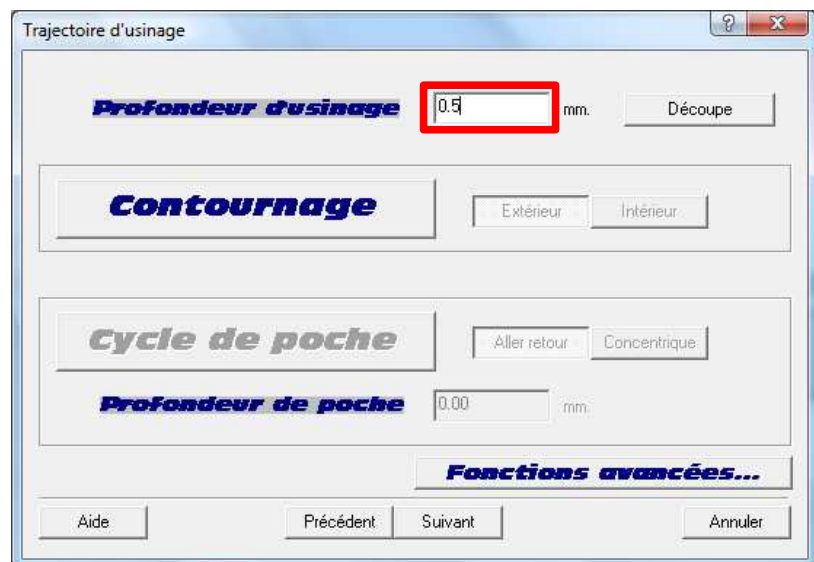 Trajectoire d'usinage
Profondeur d'usinage 0.5 mm. Découpe
Contournage Extérieur Intérieur
Cycle de poche Aller retour Concentrique
Profondeur de poche 0.00 mm.
Fonctions avancées...
Aide Précédent Suivant Annuler